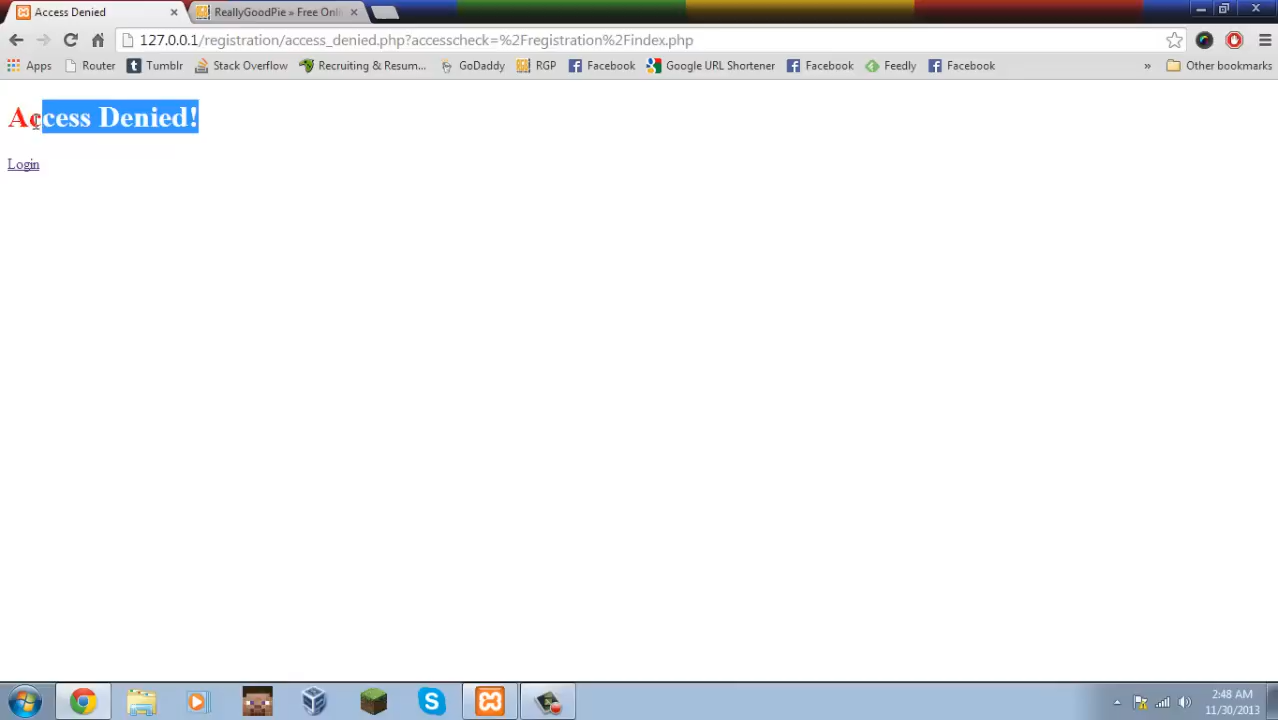 Access Denied
ReallyGoodPie » Free Onli
127.0.0.1/registration/access_denied.php?accesscheck=%2Fregistration%2Findex.php
Apps Router Tumblr Stack Overflow Recruiting & Resum... GoDaddy RGP Facebook Google URL Shortener Facebook Feedly Facebook » Other bookmarks
Access Denied!
Login
2:48 AM
11/30/2013